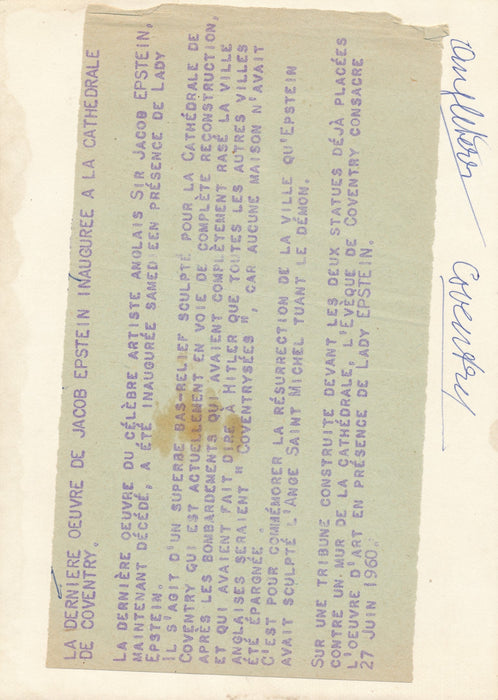 LA DERNIERE OEUVRE DE JACOB EPSTEIN INAUGUREE A LA CATHEDRALE
DE COVENTRY.
LA DERNIÈRE OEUVRE DU CÉLÈBRE ARTISTE ANGLAIS SIR JACOB EPSTEIN,
MAINTENANT DÉCÉDÉ, A ÉTÉ INAUGURÉE SAMEDI EEN PRÉSENCE DE LADY
EPSTEIN.
IL S'AGIT D'UN SUPERBE BAS-RELIEF SCULPTÉ POUR LA CATHÉDRALE DE
COVENTRY QUI EST ACTUELLEMENT EN VOIE DE COMPLÈTE RECONSTRUCTION,
APRÈS LES BOMBARDEMENTS QUI AVAIENT COMPLÈTEMENT RASÉ LA VILLE
ET QUI AVAIENT FAIT DIRE A HITLER QUE TOUTES LES AUTRES VILLES
ANGLAISES SERAIENT " COVENTRYSÉES ", CAR AUCUNE MAISON N'AVAIT
ÉTÉ ÉPARGNÉE .
C'EST POUR COMMÉMORER LA RÉSURRECTION DE LA VILLE QU'EPSTEIN
AVAIT SCULPTÉ L'ANGE SAINT MICHEL TUANT LE DÉMON.
SUR UNE TRIBUNE CONSTRUITE DEVANT LES DEUX STATUES DÉJÀ PLACÉES
CONTRE UN MUR DE LA CATHÉDRALE, L'ÉVÊQUE DE COVENTRY CONSACRE
L'OEUVRE D'ART EN PRÉSENCE DE LADY EPSTEIN.
27 JUIN 1960.
Angleterre Coventry